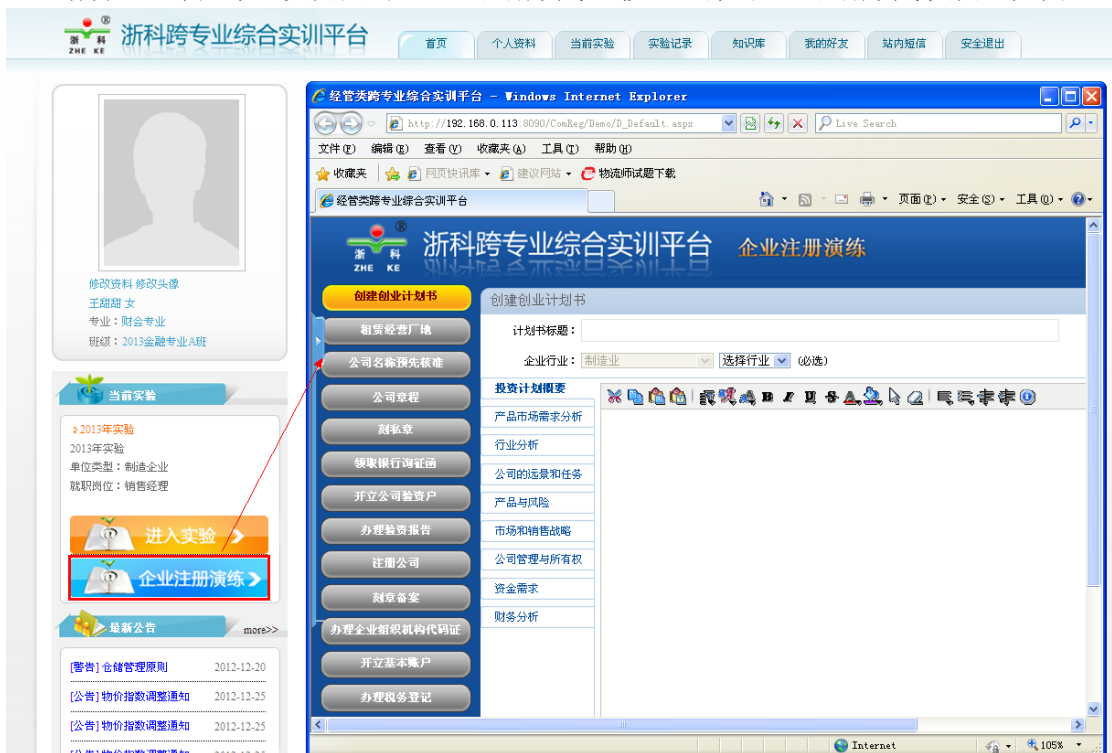 浙科
ZHE KE
®
浙科跨专业综合实训平台
首页
个人资料
当前实验
实验记录
知识库
我的好友
站内短信
安全退出
修改资料 修改头像
王甜甜 女
专业：财会专业
班级：2013金融专业A班
当前实验
2013年实验
2013年实验
单位类型：制造企业
就职岗位：销售经理
进入实验
企业注册演练
最新公告
more>>
[警告] 仓储管理原则 2012-12-20
[公告] 物价指数调整通知 2012-12-25
[公告] 物价指数调整通知 2012-12-25
经管类跨专业综合实训平台 - Windows Internet Explorer
http://192.168.0.113:8090/ComReg/Demo/D_Default.aspx
Live Search
文件(F) 编辑(E) 查看(V) 收藏夹(A) 工具(T) 帮助(H)
收藏夹 网页快讯库 建议网站 物流师试题下载
经管类跨专业综合实训平台
页面(P) 安全(S) 工具(O)
浙科
ZHE KE
®
浙科跨专业综合实训平台 企业注册演练
创建创业计划书
租赁经营厂地
公司名称预先核准
公司章程
刻私章
领取银行询征函
开立公司验资户
办理验资报告
注册公司
刻章备案
办理企业组织机构代码证
开立基本账户
办理税务登记
创建创业计划书
计划书标题：
企业行业： 制造业 选择行业 (必选)
投资计划概要
产品市场需求分析
行业分析
公司的远景和任务
产品与风险
市场和销售战略
公司管理与所有权
资金需求
财务分析
B I U S A
Internet
105%